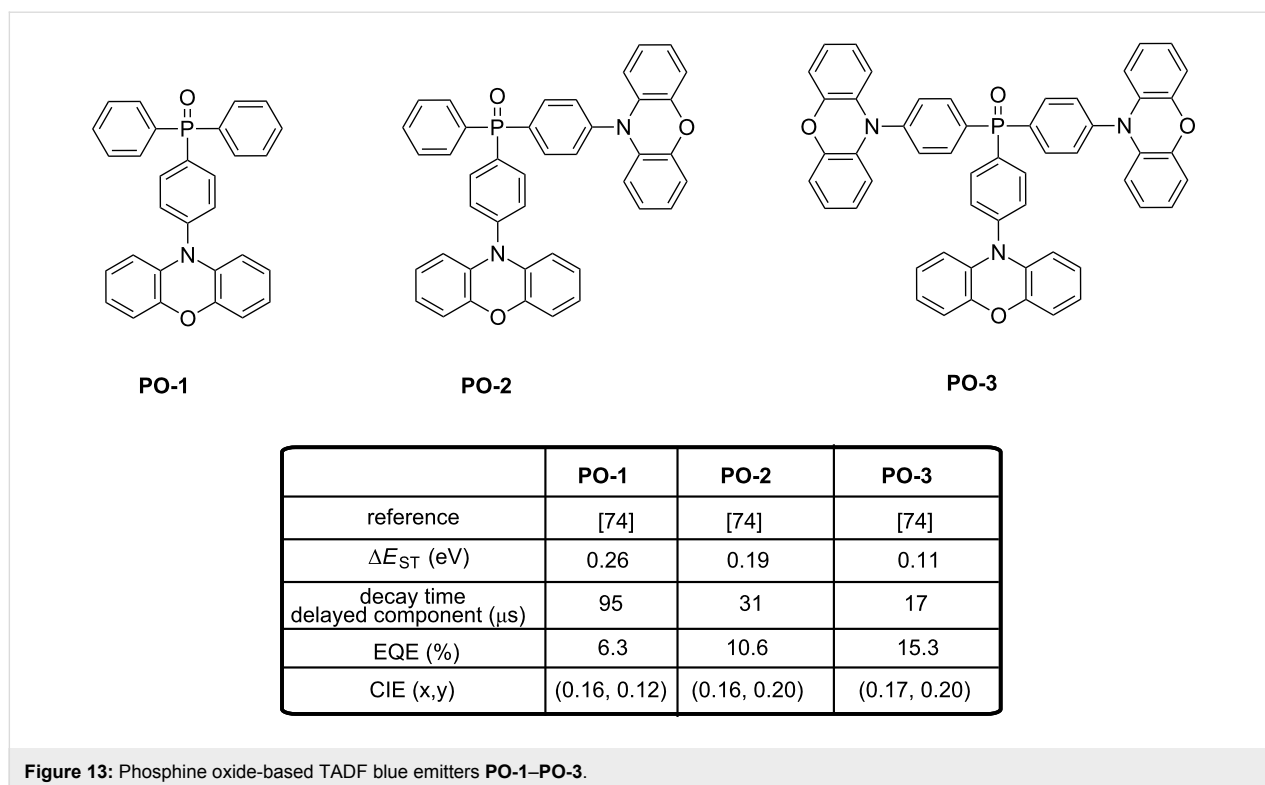 O
P
N
O
PO-1
O
P
N
O
N
O
PO-2
O
P
O
N
N
O
N
O
PO-3
PO-1 PO-2 PO-3
reference [74] [74] [74]
ΔEST (eV) 0.26 0.19 0.11
decay time
delayed component (μs) 95 31 17
EQE (%) 6.3 10.6 15.3
CIE (x,y) (0.16, 0.12) (0.16, 0.20) (0.17, 0.20)
Figure 13: Phosphine oxide-based TADF blue emitters PO-1–PO-3.